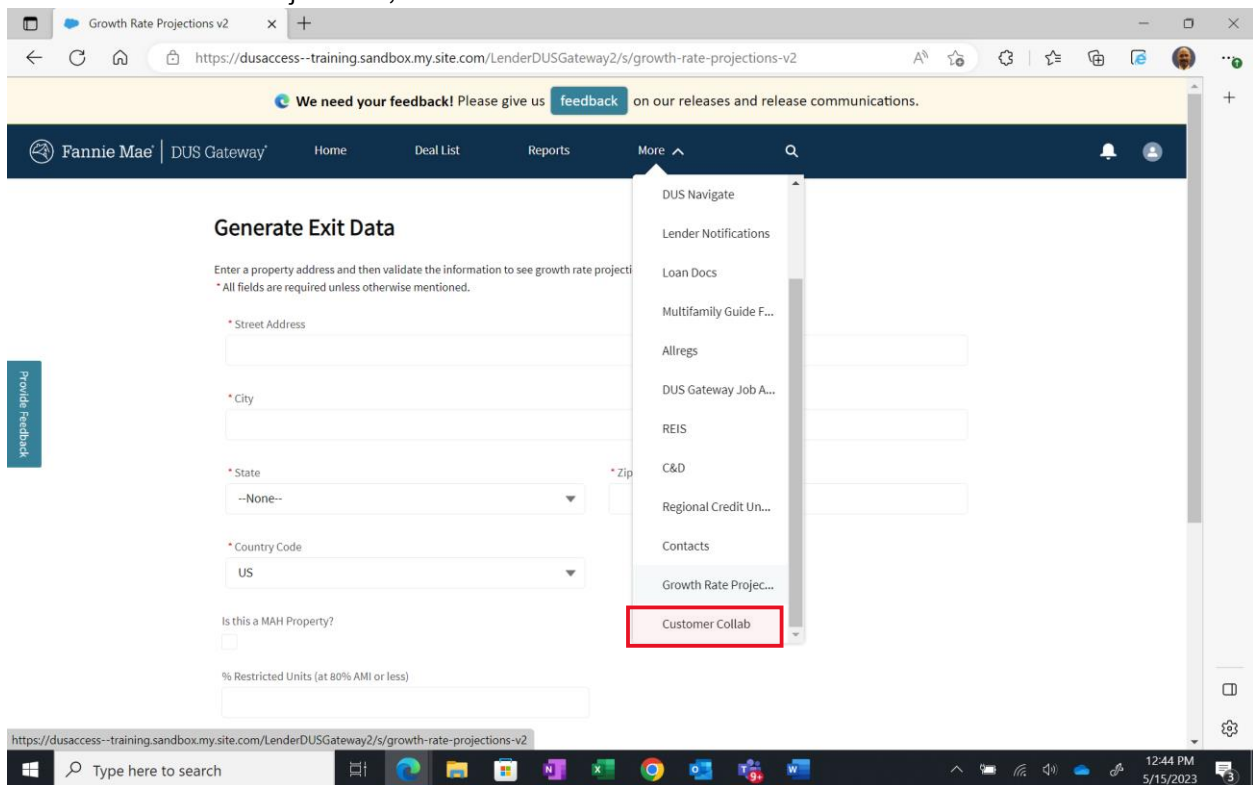 Growth Rate Projections v2
https://dusaccess--training.sandbox.my.site.com/LenderDUSGateway2/s/growth-rate-projections-v2
We need your feedback! Please give us feedback on our releases and release communications.
Fannie Mae® | DUS Gateway® Home Deal List Reports More
DUS Navigate
Generate Exit Data
Lender Notifications
Enter a property address and then validate the information to see growth rate projecti
Loan Docs
* All fields are required unless otherwise mentioned.
Multifamily Guide F...
* Street Address
Allregs
Provide Feedback
* City
DUS Gateway Job A...
REIS
* State
* Zip
C&D
--None--
Regional Credit Un...
* Country Code
Contacts
US
Growth Rate Projec...
Is this a MAH Property?
Customer Collab
% Restricted Units (at 80% AMI or less)
https://dusaccess--training.sandbox.my.site.com/LenderDUSGateway2/s/growth-rate-projections-v2
Type here to search
9+
12:44 PM
5/15/2023
3